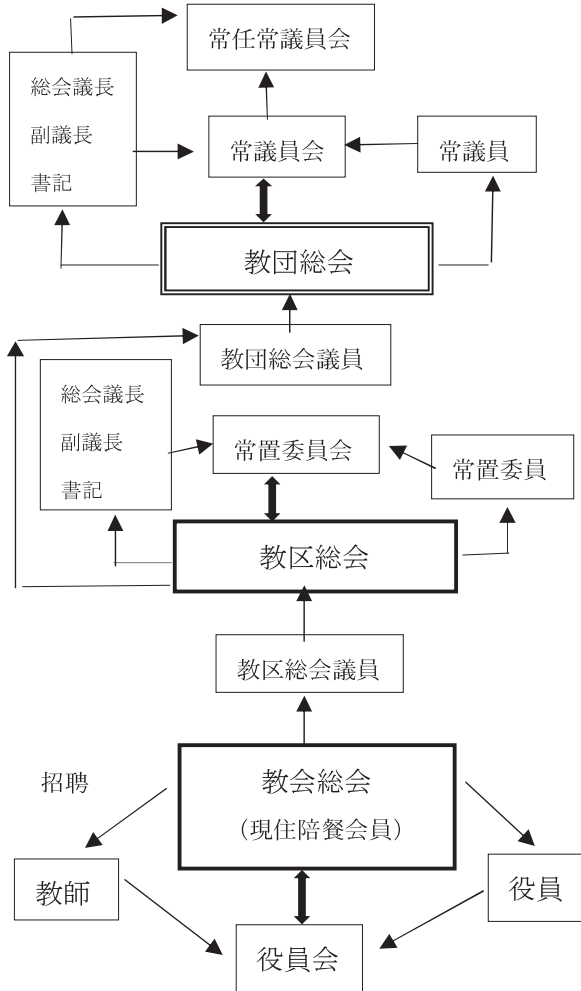 常任常議員会
総会議長
副議長
書記
常議員会
常議員
教団総会
教団総会議員
総会議長
副議長
書記
常置委員会
常置委員
教区総会
教区総会議員
教会総会
（現住陪餐会員）
招聘
教師
役員
役員会